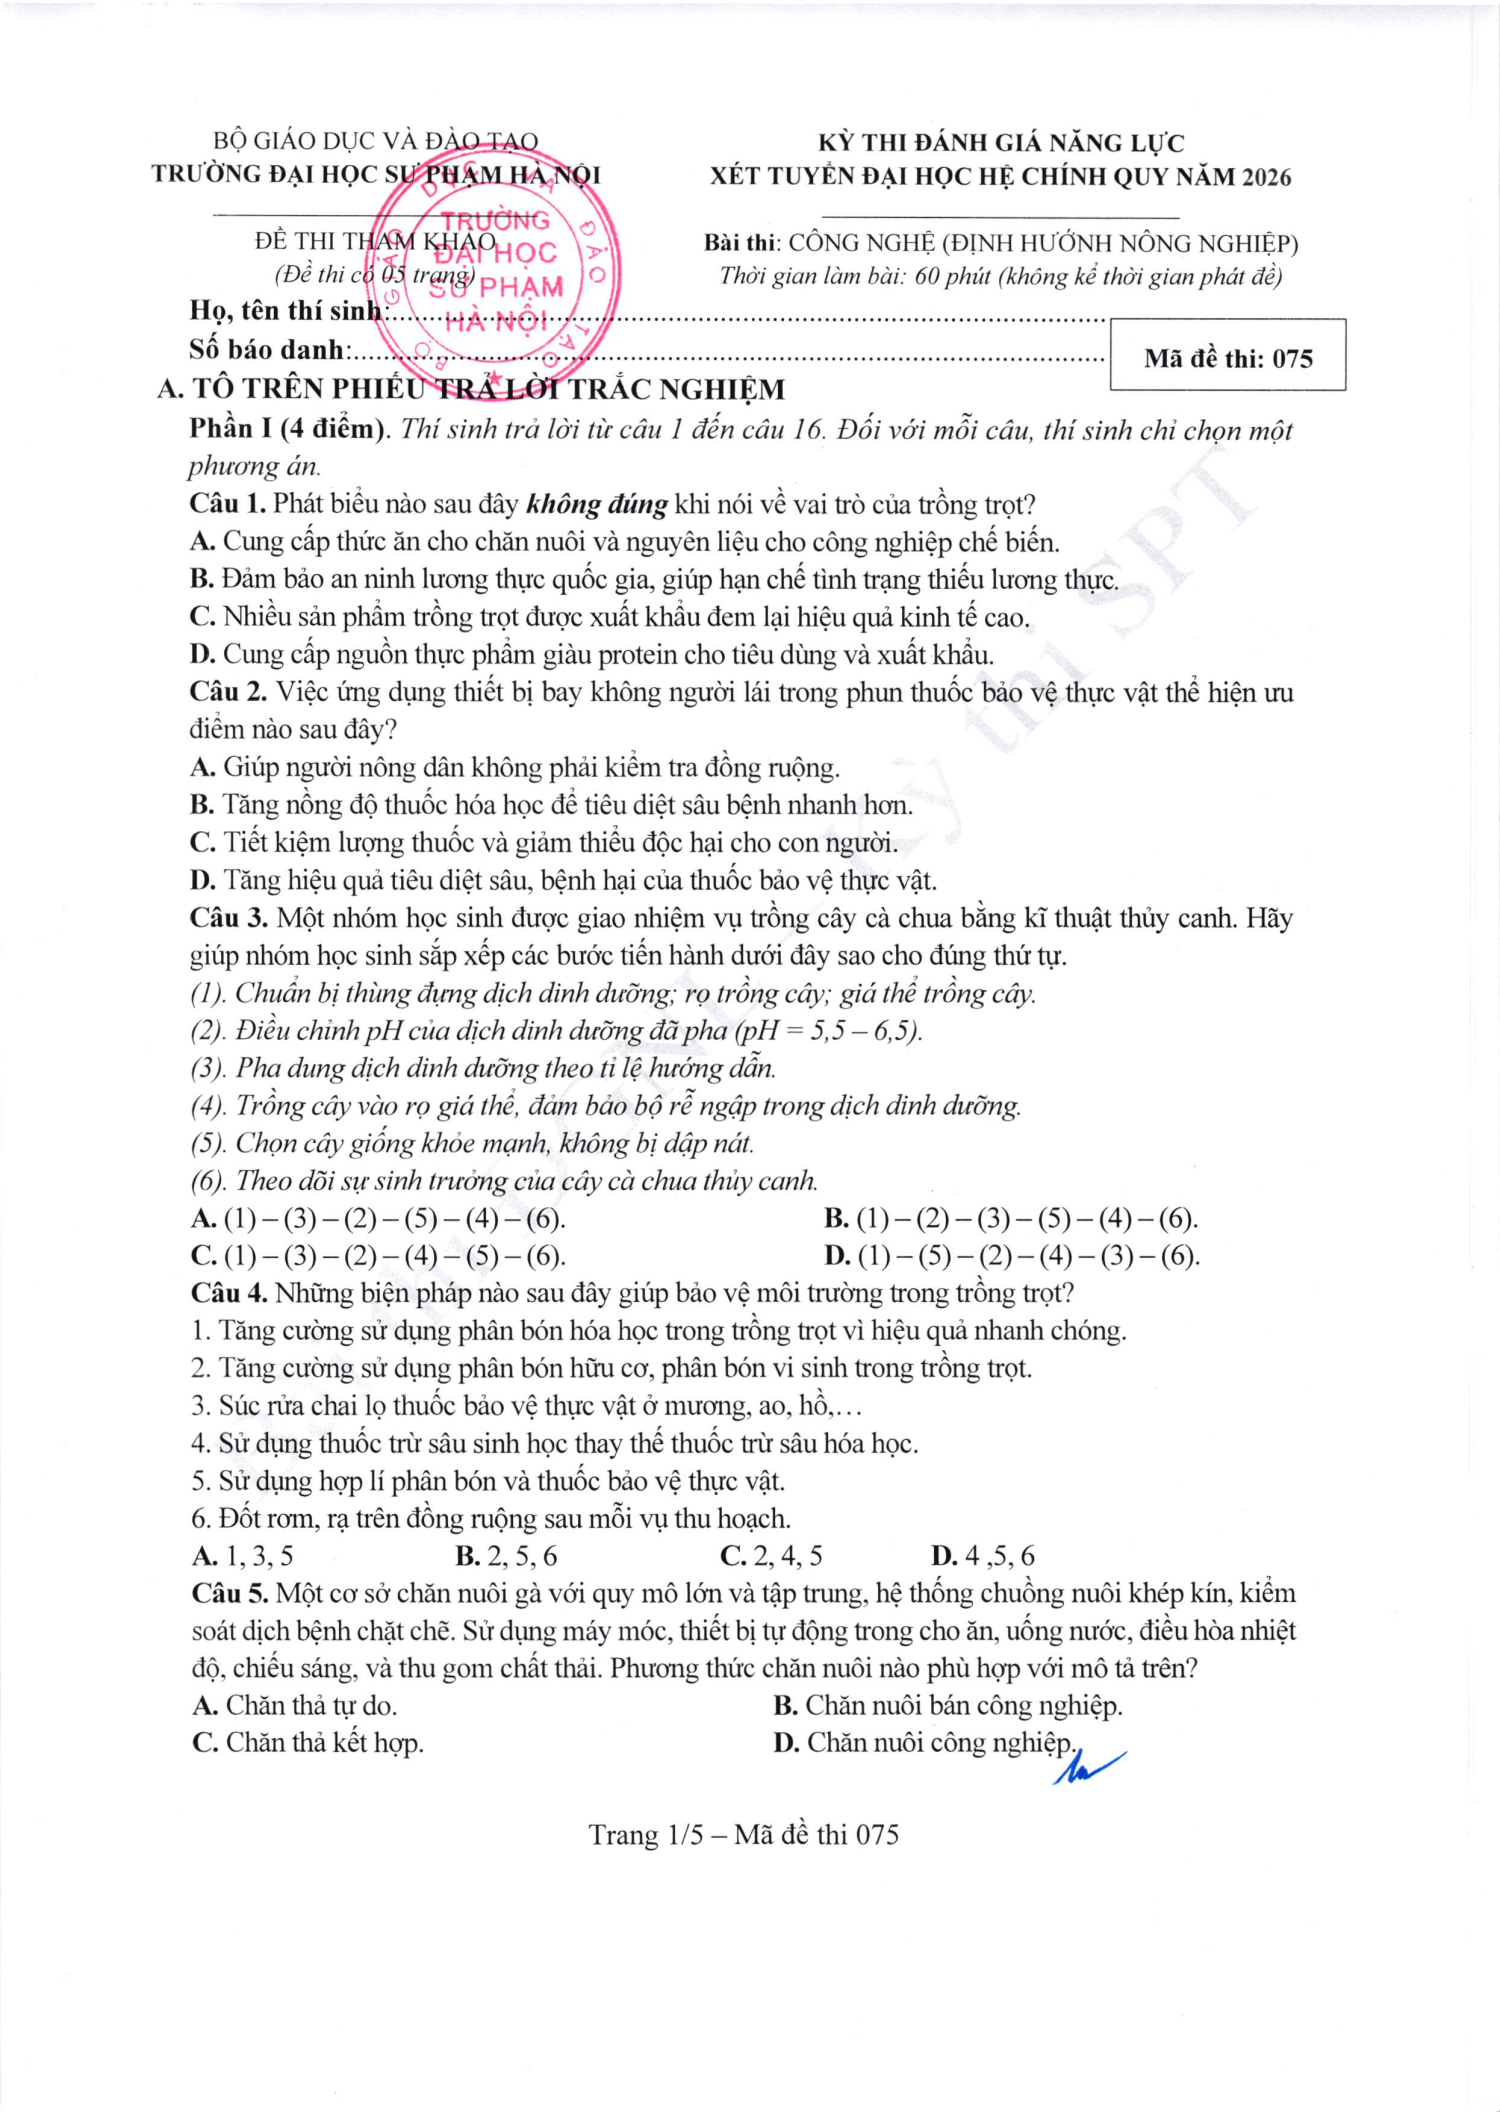 BỘ GIÁO DỤC VÀ ĐÀO TẠO
TRƯỜNG ĐẠI HỌC SƯ PHẠM HÀ NỘI
ĐỀ THI THAM KHẢO
(Đề thi có 05 trang)
KỲ THI ĐÁNH GIÁ NĂNG LỰC
XÉT TUYỂN ĐẠI HỌC HỆ CHÍNH QUY NĂM 2026
Bài thi: CÔNG NGHỆ (ĐỊNH HƯỚNH NÔNG NGHIỆP)
Thời gian làm bài: 60 phút (không kể thời gian phát đề)
BỘ GIÁO DỤC VÀ ĐÀO TẠO
TRƯỜNG
ĐẠI HỌC
SƯ PHẠM
HÀ NỘI
Họ, tên thí sinh:
Số báo danh:
Mã đề thi: 075
A. TÔ TRÊN PHIẾU TRẢ LỜI TRẮC NGHIỆM
Phần I (4 điểm). Thí sinh trả lời từ câu 1 đến câu 16. Đối với mỗi câu, thí sinh chỉ chọn một
phương án.
Câu 1. Phát biểu nào sau đây không đúng khi nói về vai trò của trồng trọt?
A. Cung cấp thức ăn cho chăn nuôi và nguyên liệu cho công nghiệp chế biến.
B. Đảm bảo an ninh lương thực quốc gia, giúp hạn chế tình trạng thiếu lương thực.
C. Nhiều sản phẩm trồng trọt được xuất khẩu đem lại hiệu quả kinh tế cao.
D. Cung cấp nguồn thực phẩm giàu protein cho tiêu dùng và xuất khẩu.
Câu 2. Việc ứng dụng thiết bị bay không người lái trong phun thuốc bảo vệ thực vật thể hiện ưu
điểm nào sau đây?
A. Giúp người nông dân không phải kiểm tra đồng ruộng.
B. Tăng nồng độ thuốc hóa học để tiêu diệt sâu bệnh nhanh hơn.
C. Tiết kiệm lượng thuốc và giảm thiểu độc hại cho con người.
D. Tăng hiệu quả tiêu diệt sâu, bệnh hại của thuốc bảo vệ thực vật.
Câu 3. Một nhóm học sinh được giao nhiệm vụ trồng cây cà chua bằng kĩ thuật thủy canh. Hãy
giúp nhóm học sinh sắp xếp các bước tiến hành dưới đây sao cho đúng thứ tự.
(1). Chuẩn bị thùng đựng dịch dinh dưỡng; rọ trồng cây; giá thể trồng cây.
(2). Điều chỉnh pH của dịch dinh dưỡng đã pha (pH = 5,5 – 6,5).
(3). Pha dung dịch dinh dưỡng theo tỉ lệ hướng dẫn.
(4). Trồng cây vào rọ giá thể, đảm bảo bộ rễ ngập trong dịch dinh dưỡng.
(5). Chọn cây giống khỏe mạnh, không bị dập nát.
(6). Theo dõi sự sinh trưởng của cây cà chua thủy canh.
A. (1) – (3) – (2) – (5) – (4) – (6). B. (1) – (2) – (3) – (5) – (4) – (6).
C. (1) – (3) – (2) – (4) – (5) – (6). D. (1) – (5) – (2) – (4) – (3) – (6).
Câu 4. Những biện pháp nào sau đây giúp bảo vệ môi trường trong trồng trọt?
1. Tăng cường sử dụng phân bón hóa học trong trồng trọt vì hiệu quả nhanh chóng.
2. Tăng cường sử dụng phân bón hữu cơ, phân bón vi sinh trong trồng trọt.
3. Súc rửa chai lọ thuốc bảo vệ thực vật ở mương, ao, hồ,…
4. Sử dụng thuốc trừ sâu sinh học thay thế thuốc trừ sâu hóa học.
5. Sử dụng hợp lí phân bón và thuốc bảo vệ thực vật.
6. Đốt rơm, rạ trên đồng ruộng sau mỗi vụ thu hoạch.
A. 1, 3, 5 B. 2, 5, 6 C. 2, 4, 5 D. 4 ,5, 6
Câu 5. Một cơ sở chăn nuôi gà với quy mô lớn và tập trung, hệ thống chuồng nuôi khép kín, kiểm
soát dịch bệnh chặt chẽ. Sử dụng máy móc, thiết bị tự động trong cho ăn, uống nước, điều hòa nhiệt
độ, chiếu sáng, và thu gom chất thải. Phương thức chăn nuôi nào phù hợp với mô tả trên?
A. Chăn thả tự do. B. Chăn nuôi bán công nghiệp.
C. Chăn thả kết hợp. D. Chăn nuôi công nghiệp.
Trang 1/5 – Mã đề thi 075